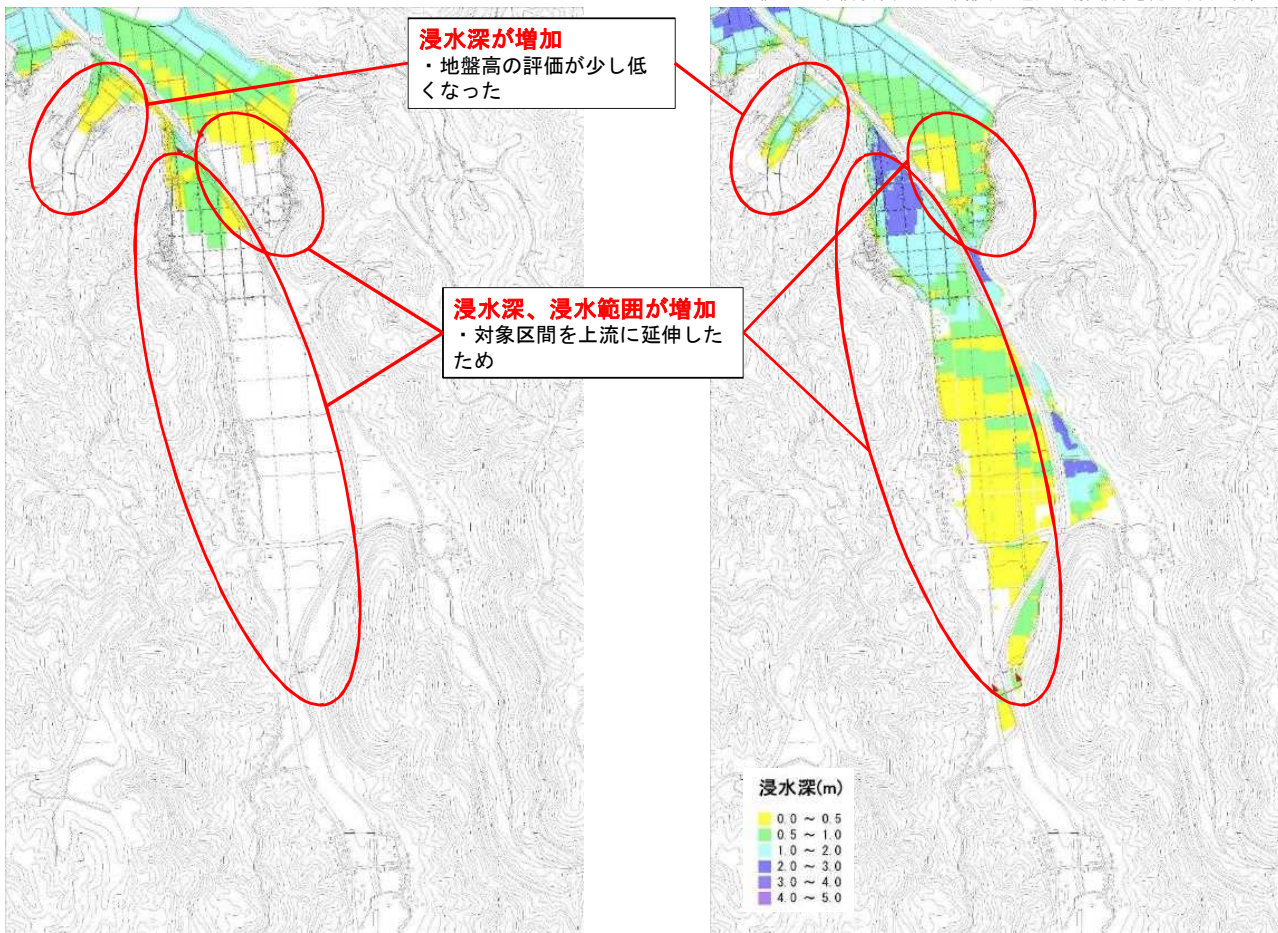 浸水深が増加
・地盤高の評価が少し低
くなった
浸水深、浸水範囲が増加
・対象区間を上流に延伸した
ため
浸水深(m)
0.0 ～ 0.5
0.5 ～ 1.0
1.0 ～ 2.0
2.0 ～ 3.0
3.0 ～ 4.0
4.0 ～ 5.0